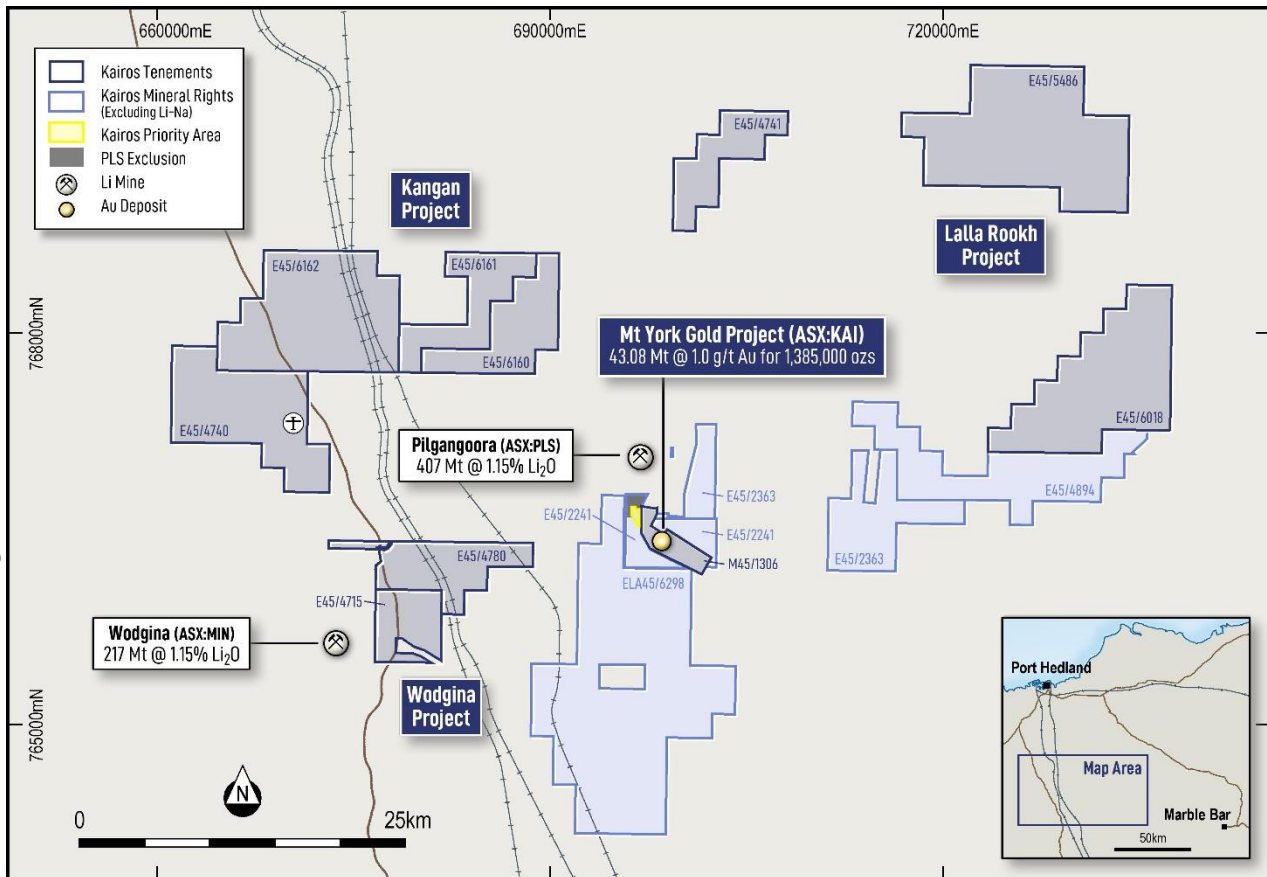 660000mE
690000mE
720000mE
Kairos Tenements
Kairos Mineral Rights
(Excluding Li-Na)
Kairos Priority Area
PLS Exclusion
Li Mine
Au Deposit
E45/5486
E45/4741
Kangan
Project
Lalla Rookh
Project
E45/6162
E45/6161
768000mN
Mt York Gold Project (ASX:KAI)
43.08 Mt @ 1.0 g/t Au for 1,385,000 ozs
E45/6160
E45/4740
E45/6018
Pilgangoora (ASX:PLS)
407 Mt @ 1.15% Li₂O
E45/2363
E45/4894
E45/2241
E45/2241
E45/4780
E45/2363
M45/1306
ELA45/6298
E45/4715
Wodgina (ASX:MIN)
217 Mt @ 1.15% Li₂O
Wodgina
Project
765000mN
Port Hedland
Map Area
Marble Bar
50km
N
0
25km